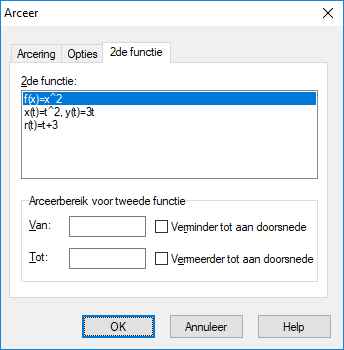 Arceer
Arcering Opties 2de functie
2de functie:
f(x)=x^2
x(t)=t^2, y(t)=3t
r(t)=t+3
Arceerbereik voor tweede functie
Van: Verminder tot aan doorsnede
Tot: Vermeerder tot aan doorsnede
OK Annuleer Help